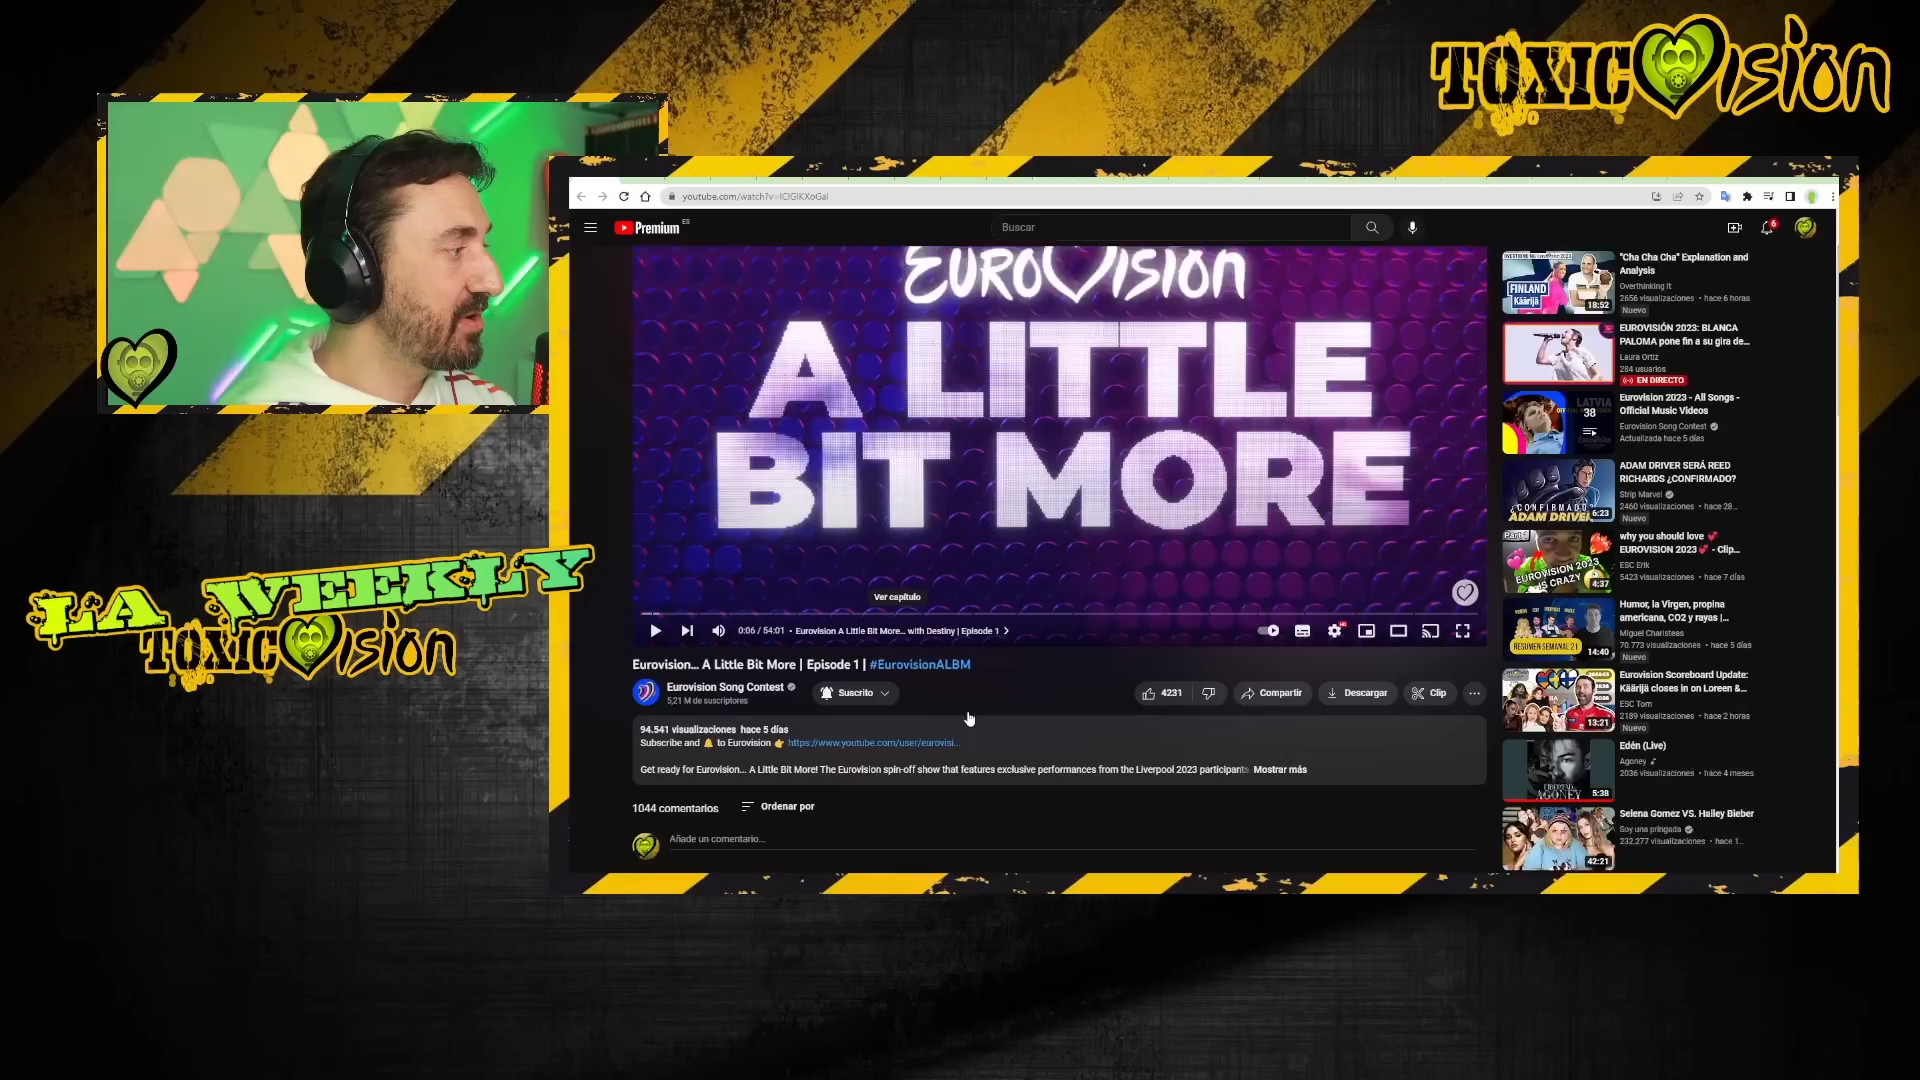 TOXICVision
youtube.com/watch?v=ICIGIKXoGaI
Premium ES
Buscar
6
EUROVISION
A LITTLE
BIT MORE
Ver capítulo
0:06 / 54:01 • Eurovision A Little Bit More... with Destiny | Episode 1
HD
Eurovision... A Little Bit More | Episode 1 | #EurovisionALBM
Eurovision Song Contest
5,21 M de suscriptores
Suscrito
4231
Compartir
Descargar
Clip
94.541 visualizaciones hace 5 días
Subscribe and 🔔 to Eurovision 👉 https://www.youtube.com/user/eurovisi...
Get ready for Eurovision... A Little Bit More! The Eurovision spin-off show that features exclusive performances from the Liverpool 2023 participants Mostrar más
1044 comentarios
Ordenar por
Añade un comentario...
FINLAND
Käärijä
18:52
"Cha Cha Cha" Explanation and
Analysis
Overthinking It
2656 visualizaciones • hace 6 horas
Nuevo
EUROVISIÓN 2023: BLANCA
PALOMA pone fin a su gira de...
Laura Ortiz
284 usuarios
EN DIRECTO
LATVIA
38
Eurovision 2023 - All Songs -
Official Music Videos
Eurovision Song Contest
Actualizada hace 5 días
¿CONFIRMADO?
ADAM DRIVER
6:23
ADAM DRIVER SERÁ REED
RICHARDS ¿CONFIRMADO?
Strip Marvel
2460 visualizaciones • hace 28...
Nuevo
Part 1
EUROVISION 2023
IS CRAZY
4:37
why you should love 💞
EUROVISION 2023💞 - Clip...
ESC Erik
5423 visualizaciones • hace 7 días
RESUMEN SEMANAL 21
14:40
Humor, la Virgen, propina
americana, CO2 y rayas |...
Miguel Charisteas
70.773 visualizaciones • hace 5 días
Nuevo
13:21
Eurovision Scoreboard Update:
Käärijä closes in on Loreen &...
ESC Tom
2189 visualizaciones • hace 2 horas
Nuevo
AGONEY
5:38
Edén (Live)
Agoney
2036 visualizaciones • hace 4 meses
42:21
Selena Gomez VS. Hailey Bieber
Soy una pringada
232.277 visualizaciones • hace 1...
LA WEEKLY
TOXICVision